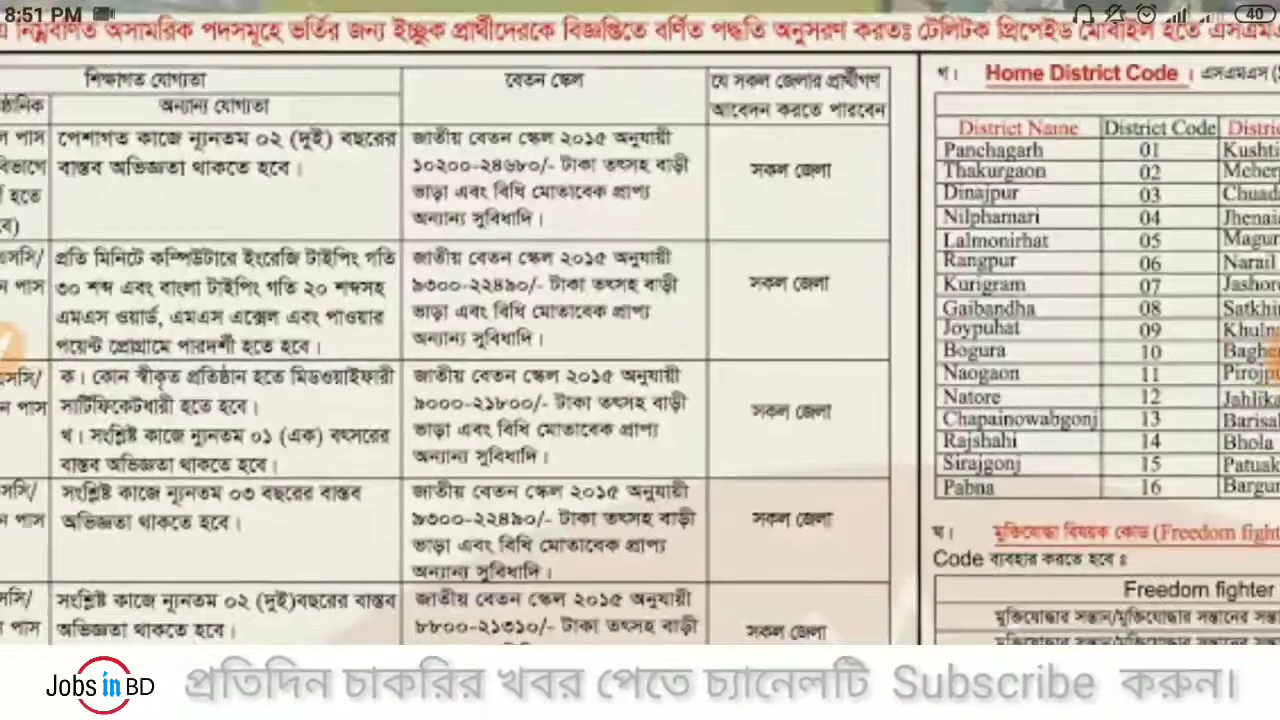 8:51 PM
40
নিম্নবর্ণিত অসামরিক পদসমূহে ভর্তির জন্য ইচ্ছুক প্রার্থীদেরকে বিজ্ঞপ্তিতে বর্ণিত পদ্ধতি অনুসরণ করতঃ টেলিটক প্রিপেইড মোবাইল হতে
শিক্ষাগত যোগ্যতা
বেতন স্কেল
যে সকল জেলার প্রার্থীগণ
আবেদন করতে পারবেন
অন্যান্য যোগ্যতা
পাস
হতে
পেশাগত কাজে ন্যূনতম ০২ (দুই) বছরের
বাস্তব অভিজ্ঞতা থাকতে হবে।
জাতীয় বেতন স্কেল ২০১৫ অনুযায়ী
১০২০০-২৪৬৮০/- টাকা তৎসহ বাড়ী
ভাড়া এবং বিধি মোতাবেক প্রাপ্য
অন্যান্য সুবিধাদি।
সকল জেলা
পাস
প্রতি মিনিটে কম্পিউটারে ইংরেজি টাইপিং গতি
৩০ শব্দ এবং বাংলা টাইপিং গতি ২০ শব্দসহ
এমএস ওয়ার্ড, এমএস এক্সেল এবং পাওয়ার
পয়েন্ট প্রোগ্রামে পারদর্শী হতে হবে।
জাতীয় বেতন স্কেল ২০১৫ অনুযায়ী
৯৩০০-২২৪৯০/- টাকা তৎসহ বাড়ী
ভাড়া এবং বিধি মোতাবেক প্রাপ্য
অন্যান্য সুবিধাদি।
সকল জেলা
পাস
ক। কোন স্বীকৃত প্রতিষ্ঠান হতে মিডওয়াইফারী
সার্টিফিকেটধারী হতে হবে।
খ। সংশ্লিষ্ট কাজে ন্যূনতম ০১ (এক) বৎসরের
বাস্তব অভিজ্ঞতা থাকতে হবে।
জাতীয় বেতন স্কেল ২০১৫ অনুযায়ী
৯০০০-২১৮০০/- টাকা তৎসহ বাড়ী
ভাড়া এবং বিধি মোতাবেক প্রাপ্য
অন্যান্য সুবিধাদি।
সকল জেলা
পাস
সংশ্লিষ্ট কাজে ন্যূনতম ০৩ বছরের বাস্তব
অভিজ্ঞতা থাকতে হবে।
জাতীয় বেতন স্কেল ২০১৫ অনুযায়ী
৯৩০০-২২৪৯০/- টাকা তৎসহ বাড়ী
ভাড়া এবং বিধি মোতাবেক প্রাপ্য
অন্যান্য সুবিধাদি।
সকল জেলা
পাস
সংশ্লিষ্ট কাজে ন্যূনতম ০২ (দুই)বছরের বাস্তব
অভিজ্ঞতা থাকতে হবে।
জাতীয় বেতন স্কেল ২০১৫ অনুযায়ী
৮৮০০-২১৩১০/- টাকা তৎসহ বাড়ী
সকল জেলা
গ। Home District Code । এসএমএস
District Name District Code
Panchagarh 01
Thakurgaon 02
Dinajpur 03
Nilphamari 04 
Lalmonirhat 05
Rangpur 06 Narail
Kurigram 07
Gaibandha 08
Joypuhat 09
Bogura 10
Naogaon 11
Natore 12
Chapainowabgonj 13
Rajshahi 14 Bhola
Sirajgonj 15
Pabna 16
ঘ। মুক্তিযোদ্ধা বিষয়ক কোড (Freedom
Code ব্যবহার করতে হবে ঃ
Freedom fighter
মুক্তিযোদ্ধার সন্তান/মুক্তিযোদ্ধার সন্তানের
Jobs in BD
প্রতিদিন চাকরির খবর পেতে চ্যানেলটি Subscribe করুন।